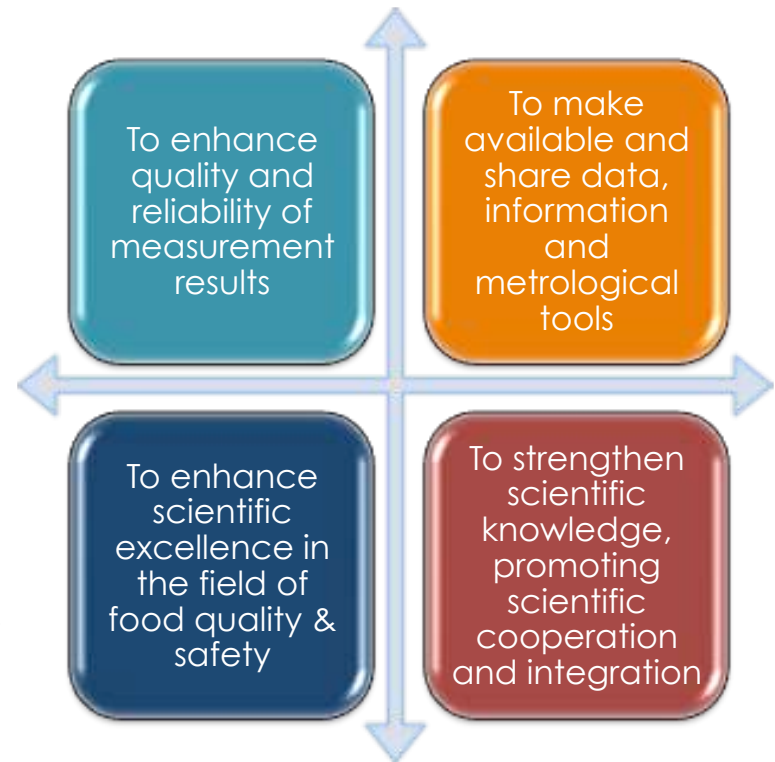 To enhance
quality and
reliability of
measurement
results
To make
available and
share data,
information
and
metrological
tools
To enhance
scientific
excellence in
the field of
food quality &
safety
To strengthen
scientific
knowledge,
promoting
scientific
cooperation
and integration